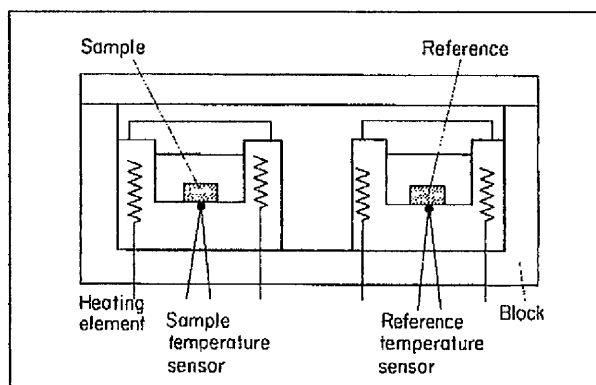 Sample
Reference
Heating
element
Sample
temperature
sensor
Reference
temperature
sensor
Block